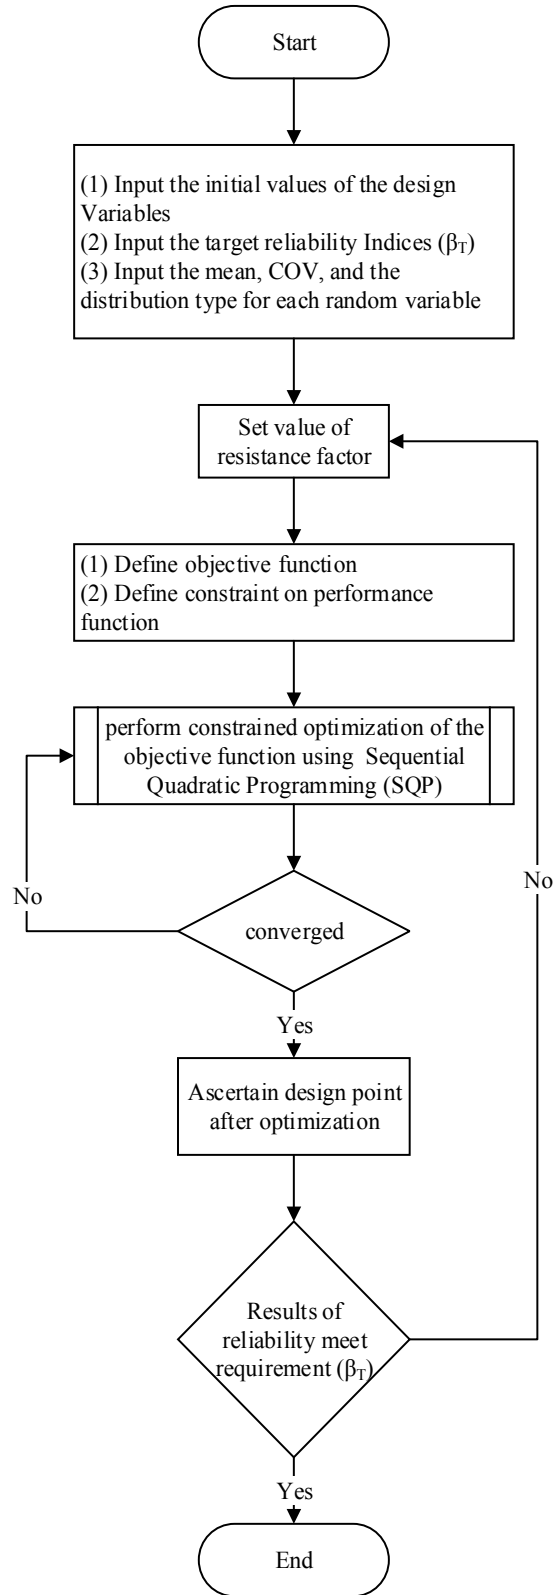 Start
(1) Input the initial values of the design
Variables
(2) Input the target reliability Indices (βT)
(3) Input the mean, COV, and the
distribution type for each random variable
Set value of
resistance factor
(1) Define objective function
(2) Define constraint on performance
function
perform constrained optimization of the
objective function using Sequential
Quadratic Programming (SQP)
No
No
converged
Yes
Ascertain design point
after optimization
Results of
reliability meet
requirement (βT)
Yes
End